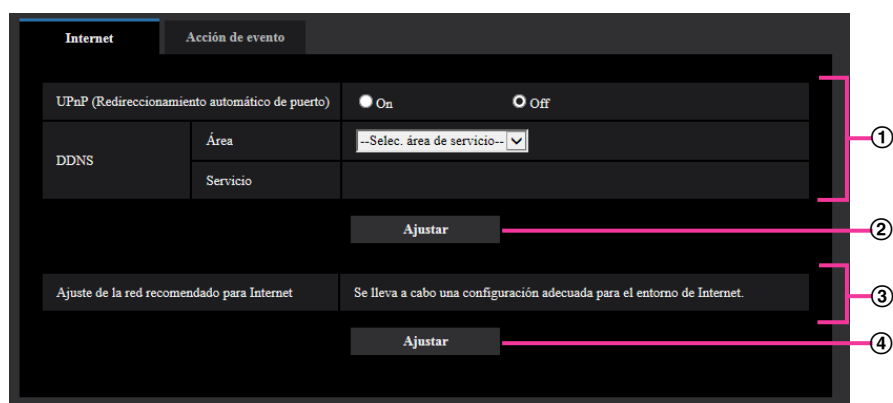 Internet
Acción de evento
UPnP (Redireccionamiento automático de puerto)
On
Off
DDNS
Área
--Selec. área de servicio--
Servicio
Ajustar
Ajuste de la red recomendado para Internet
Se lleva a cabo una configuración adecuada para el entorno de Internet.
Ajustar
①
②
③
④